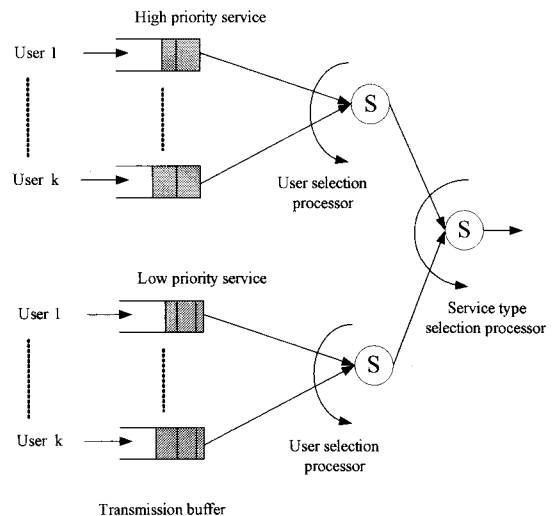 High priority service
User 1
User k
S
User selection
processor
S
Service type
selection processor
Low priority service
User 1
User k
S
User selection
processor
Transmission buffer